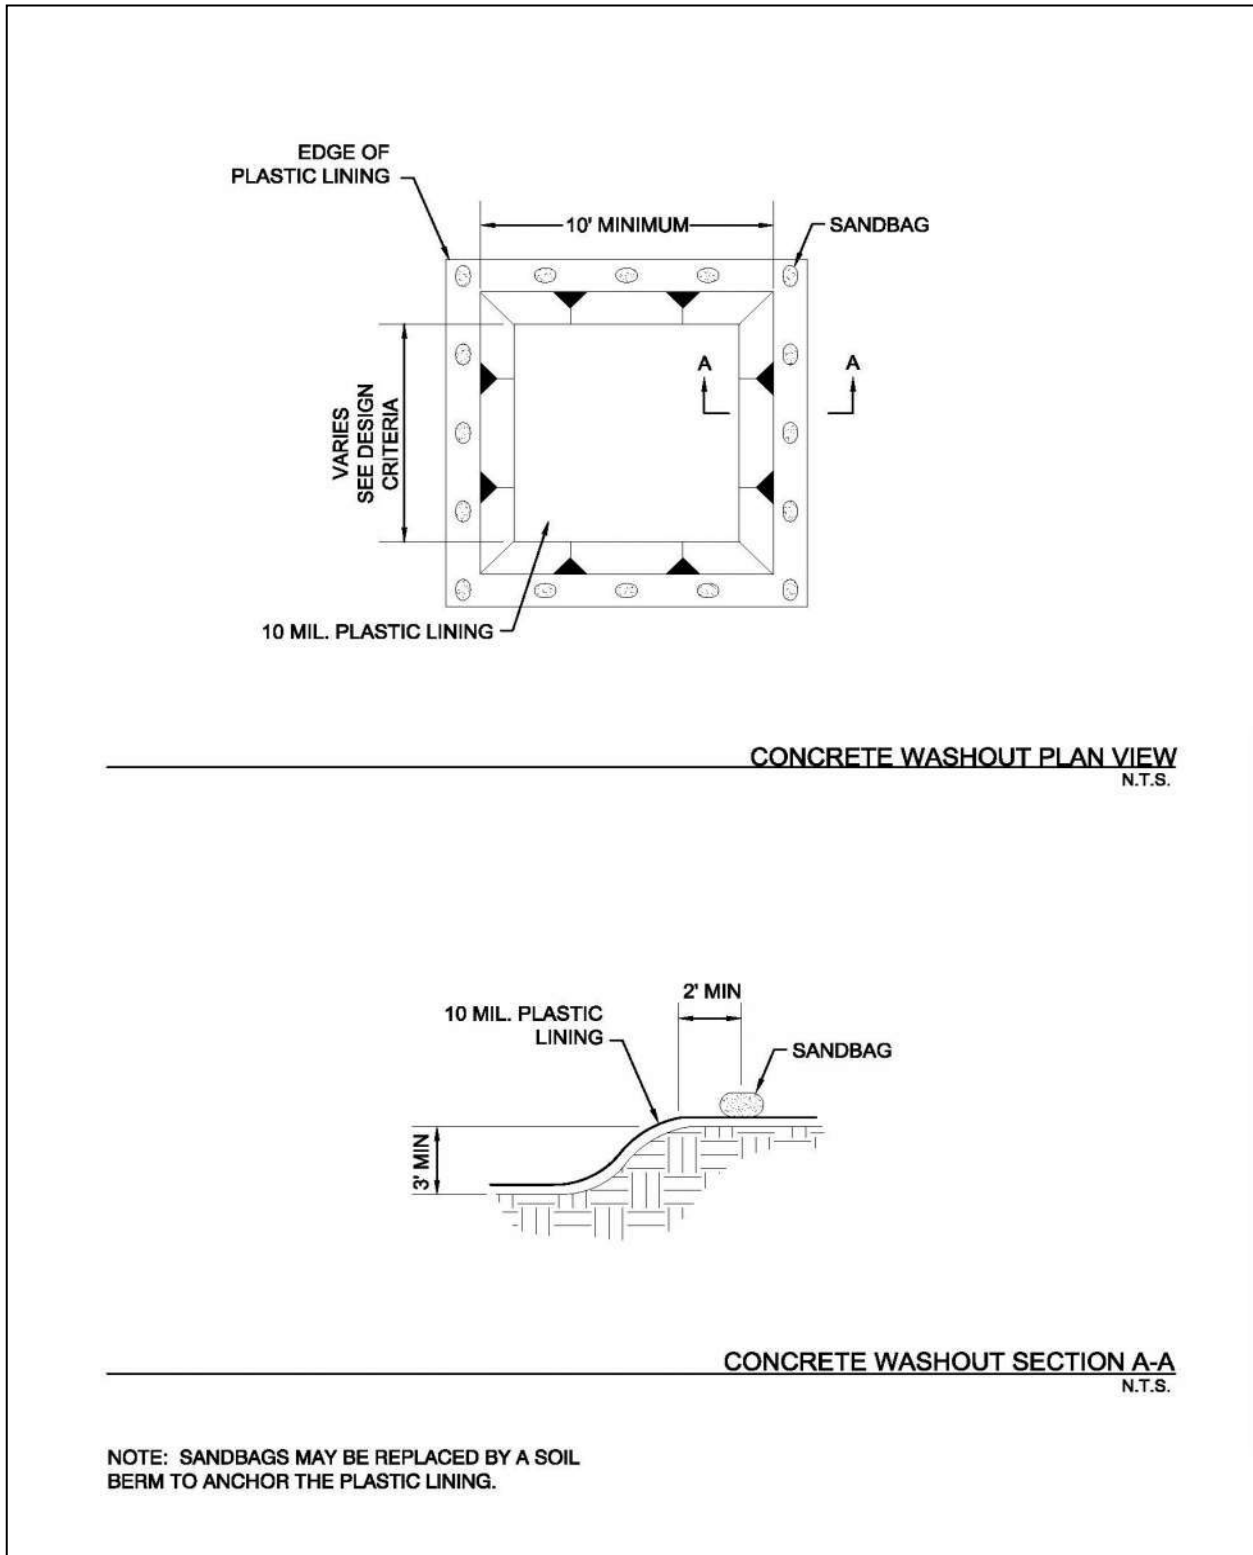 EDGE OF
PLASTIC LINING
10' MINIMUM
SANDBAG
A
A
VARIES
SEE DESIGN
CRITERIA
10 MIL. PLASTIC LINING
CONCRETE WASHOUT PLAN VIEW
N.T.S.
2' MIN
10 MIL. PLASTIC
LINING
SANDBAG
3' MIN
CONCRETE WASHOUT SECTION A-A
N.T.S.
NOTE: SANDBAGS MAY BE REPLACED BY A SOIL
BERM TO ANCHOR THE PLASTIC LINING.